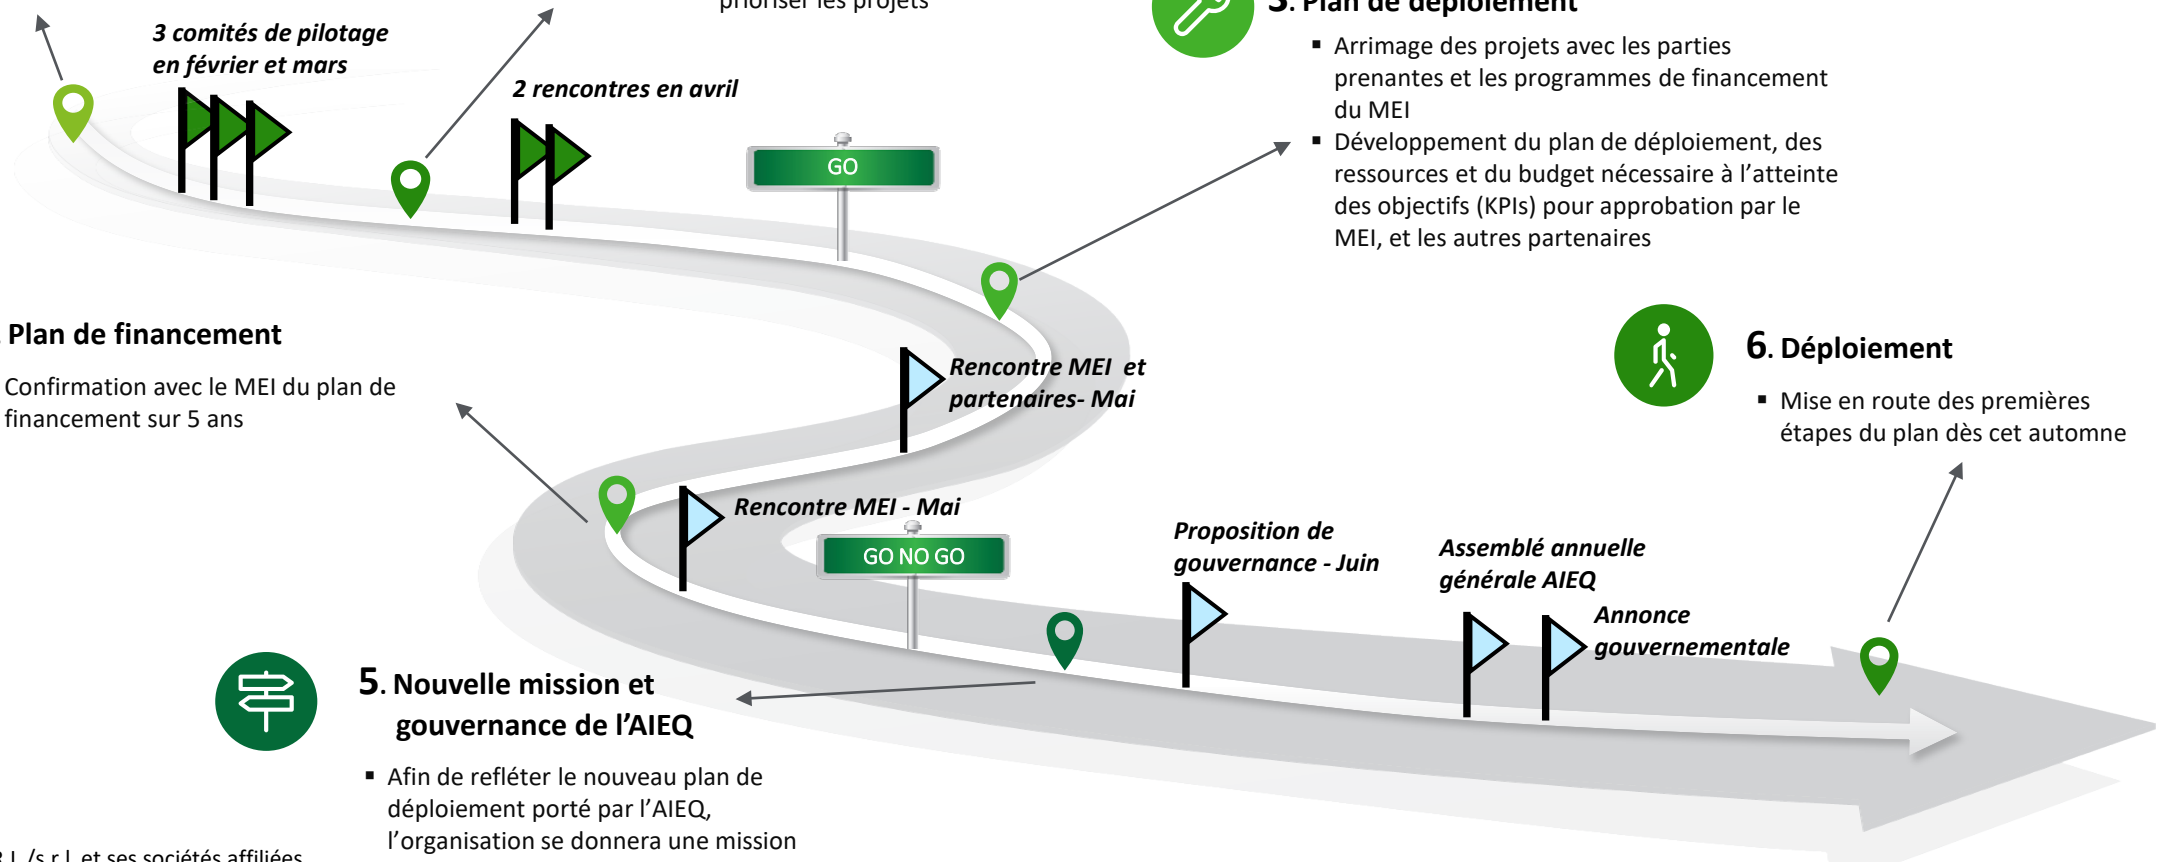 prioriser les projets
3 comités de pilotage
en février et mars
2 rencontres en avril
GO
3. Plan de déploiement
▪ Arrimage des projets avec les parties
prenantes et les programmes de financement
du MEI
▪ Développement du plan de déploiement, des
ressources et du budget nécessaire à l’atteinte
des objectifs (KPIs) pour approbation par le
MEI, et les autres partenaires
. Plan de financement
Confirmation avec le MEI du plan de
financement sur 5 ans
Rencontre MEI et
partenaires- Mai
6. Déploiement
▪ Mise en route des premières
étapes du plan dès cet automne
Rencontre MEI - Mai
GO NO GO
Proposition de
gouvernance - Juin
Assemblé annuelle
générale AIEQ
Annonce
gouvernementale
5. Nouvelle mission et
gouvernance de l’AIEQ
▪ Afin de refléter le nouveau plan de
déploiement porté par l’AIEQ,
l’organisation se donnera une mission
s.r.l. et ses sociétés affiliées